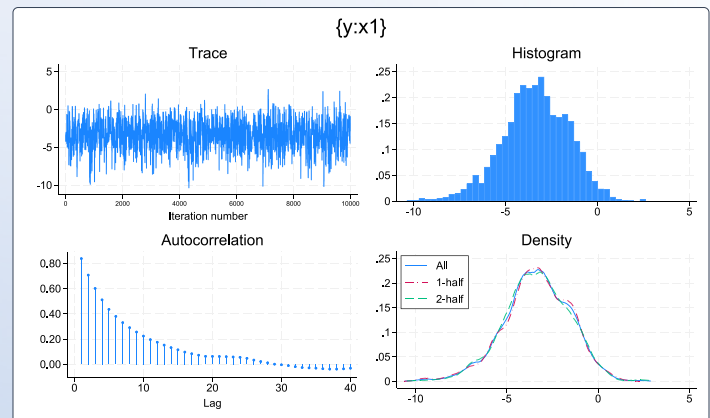 {y:x1}
Trace
5
0
-5
-10
0 2000 4000 6000 8000 10000
Iteration number
Histogram
.25
.2
.15
.1
.05
0
-10 -5 0 5
Autocorrelation
0.80
0.60
0.40
0.20
0.00
0 10 20 30 40
Lag
Density
.25
.2
.15
.1
.05
0
All
1-half
2-half
-10 -5 0 5